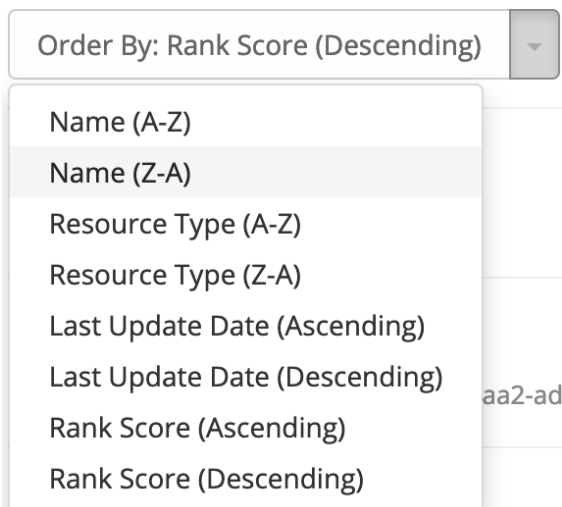 Order By: Rank Score (Descending)
Name (A-Z)
Name (Z-A)
Resource Type (A-Z)
Resource Type (Z-A)
Last Update Date (Ascending)
Last Update Date (Descending)
aa2-ad
Rank Score (Ascending)
Rank Score (Descending)